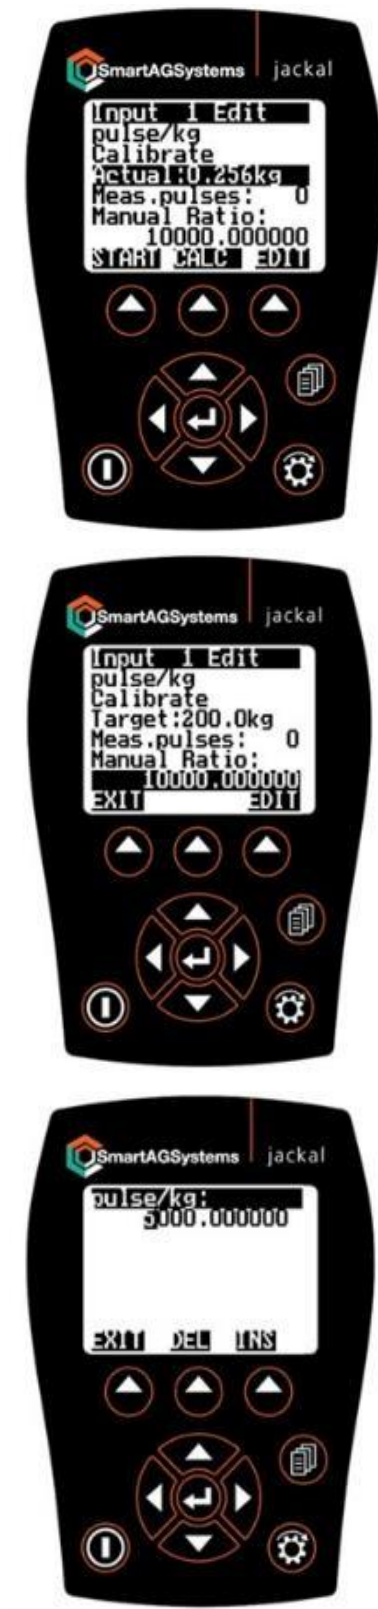 SmartAGSystems jackal
Input 1 Edit
pulse/kg
Calibrate
Actual:0.256kg
Meas.pulses: 0
Manual Ratio:
10000.000000
START CALC EDIT
SmartAGSystems jackal
Input 1 Edit
pulse/kg
Calibrate
Target:200.0kg
Meas.pulses: 0
Manual Ratio:
10000.000000
EXIT EDIT
SmartAGSystems jackal
pulse/kg:
5000.000000
EXIT DEL INS